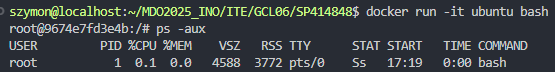 szymon@localhost:~/MDO2025_INO/ITE/GCL06/SP414848$ docker run -it ubuntu bash
root@9674e7fd3e4b:/# ps -aux
USER         PID %CPU %MEM    VSZ   RSS TTY      STAT START   TIME COMMAND
root           1  0.1  0.0   4588  3772 pts/0    Ss   17:19   0:00 bash